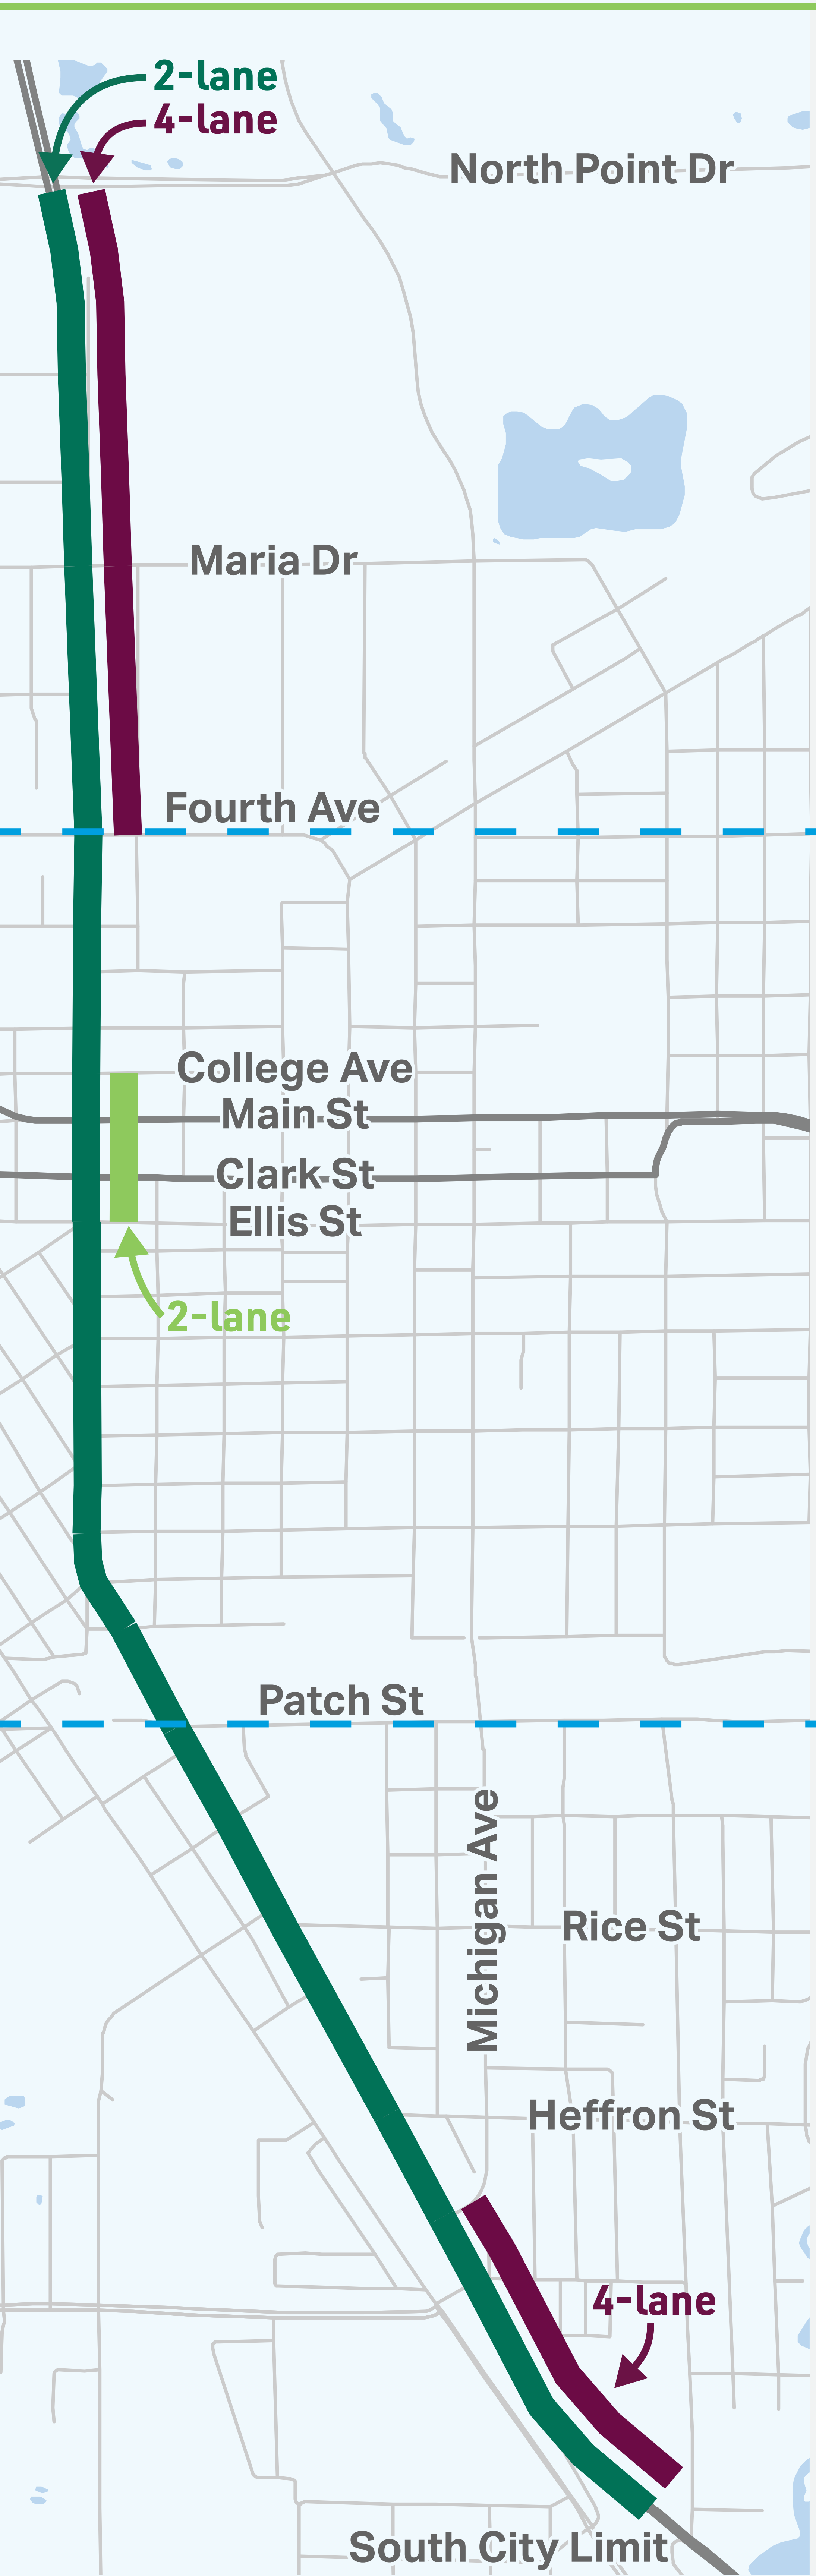 2-lane
4-lane
North Point Dr
Maria Dr
Fourth Ave
College Ave
Main St
Clark St
Ellis St
2-lane
Patch St
Michigan Ave
Rice St
Heffron St
4-lane
South City Limit